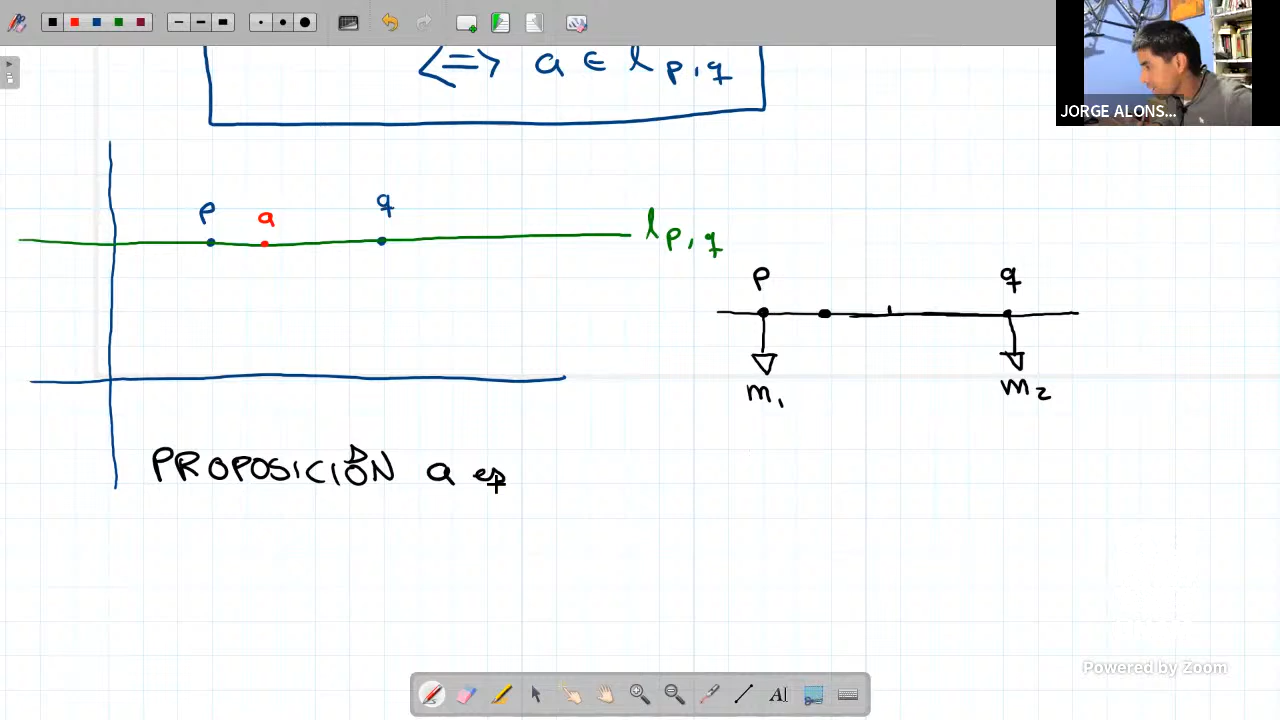 JORGE ALONS...
<=> a ∈ l p,q
p a q
l p,q
p q
m₁ m₂
PROPOSICIÓN a es
Powered by Zoom